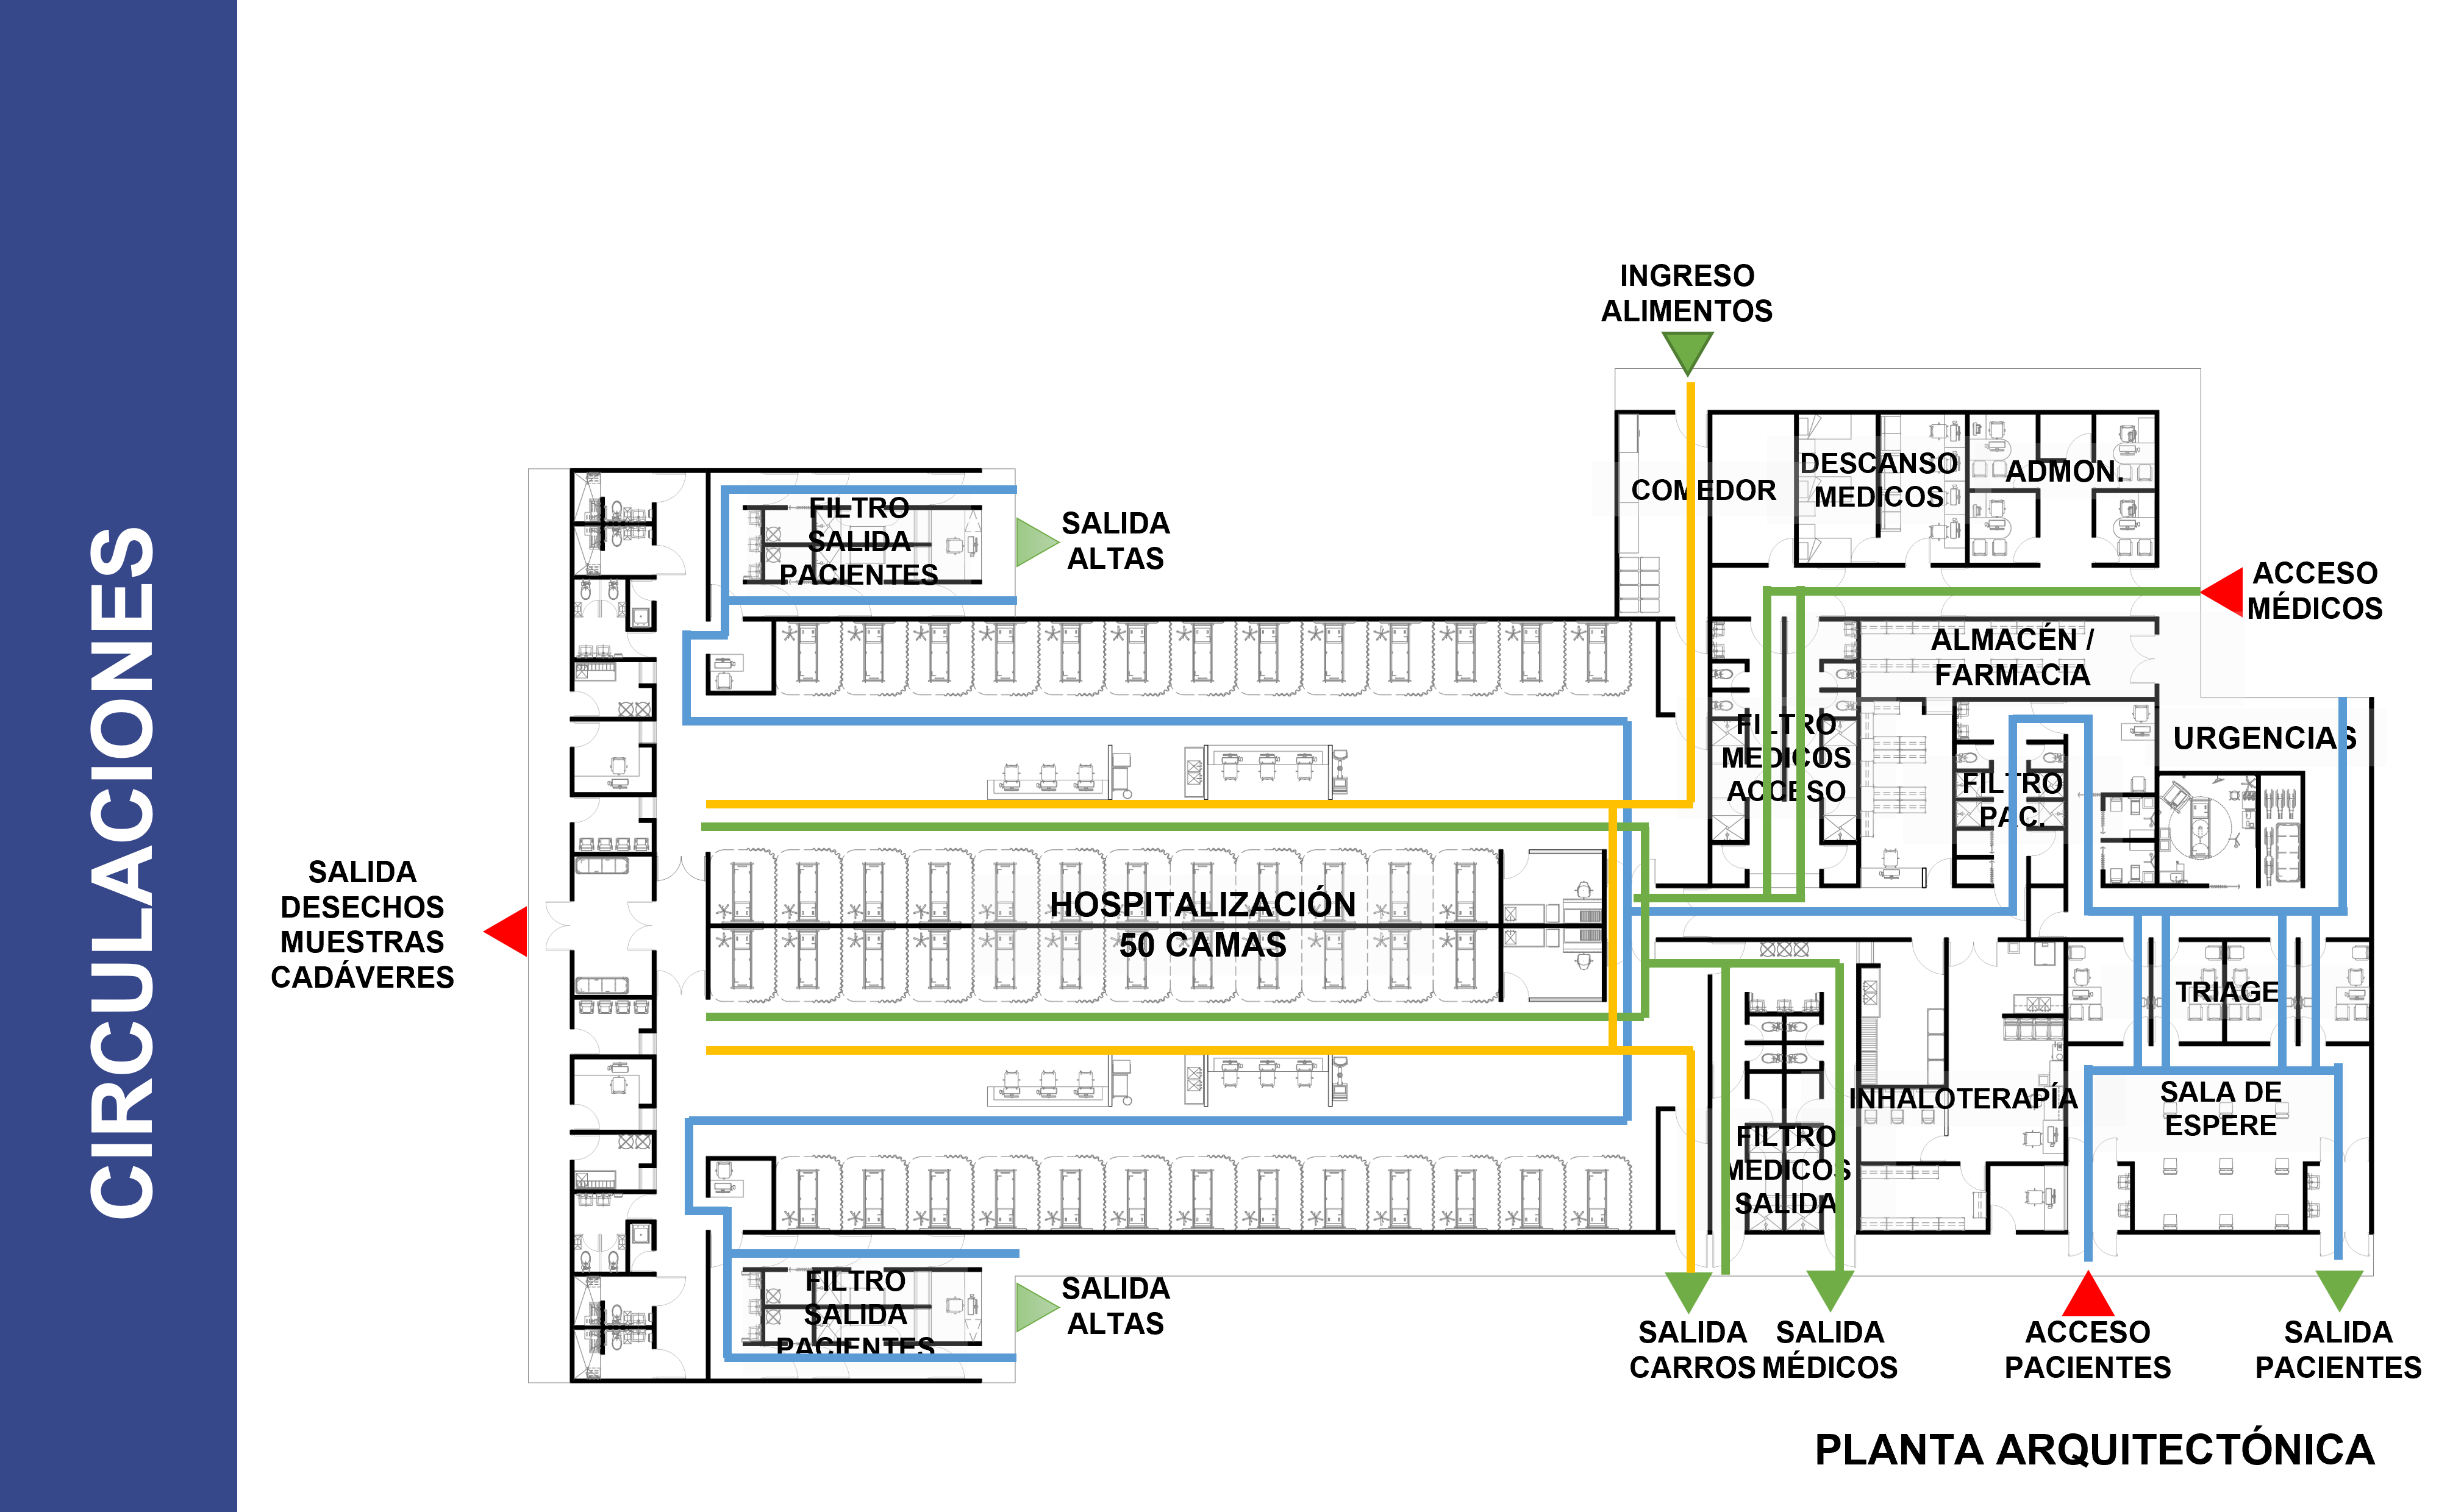 CIRCULACIONES
INGRESO
ALIMENTOS
COMEDOR
DESCANSO
MEDICOS
ADMON.
FILTRO
SALIDA
PACIENTES
SALIDA
ALTAS
ACCESO
MÉDICOS
ALMACÉN /
FARMACIA
FILTRO
MEDICOS
ACCESO
FILTRO
PAC.
URGENCIAS
SALIDA
DESECHOS
MUESTRAS
CADÁVERES
HOSPITALIZACIÓN
50 CAMAS
TRIAGE
INHALOTERAPÍA
SALA DE
ESPERE
FILTRO
MEDICOS
SALIDA
FILTRO
SALIDA
PACIENTES
SALIDA
ALTAS
SALIDA
CARROS
SALIDA
MÉDICOS
ACCESO
PACIENTES
SALIDA
PACIENTES
PLANTA ARQUITECTÓNICA